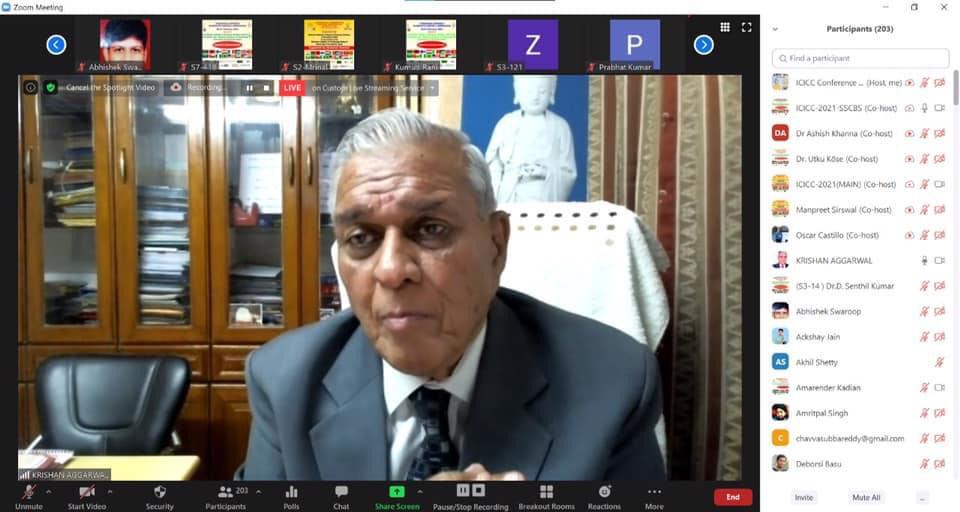 Zoom Meeting
Abhishek Swa...
S7-418
S2-Mrinal
Kumud Rani
S3-121
Prabhat Kumar
Z
P
Cancel the Spotlight Video
Recording...
LIVE
on Custom Live Streaming Service
KRISHAN AGGARWAL
Unmute
Start Video
Security
Participants
203
Polls
Chat
Share Screen
Pause/Stop Recording
Breakout Rooms
Reactions
More
End
Participants (203)
Find a participant
ICICC Conference ... (Host, me)
ICICC-2021-SSCBS (Co-host)
DA
Dr Ashish Khanna (Co-host)
Dr. Utku Köse (Co-host)
ICICC-2021(MAIN) (Co-host)
Manpreet Sirswal (Co-host)
Oscar Castillo (Co-host)
KRISHAN AGGARWAL
(S3-14 ) Dr.D. Senthil Kumar
Abhishek Swaroop
Ackshay Jain
AS
Akhil Shetty
Amarender Kadian
Amritpal Singh
C
chavvasubbareddy@gmail.com
Deborsi Basu
Invite
Mute All
...